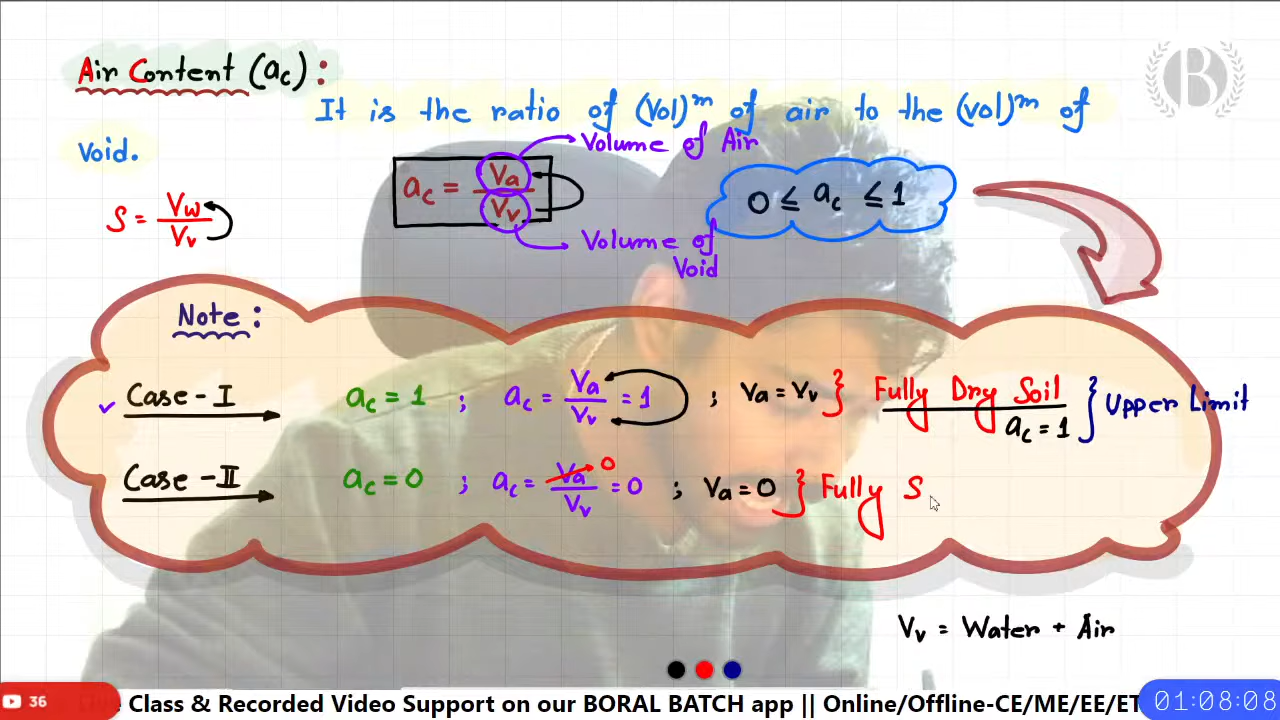 Air Content (ac):
It is the ratio of (Vol)^m of air to the (vol)^m of
Void.
Volume of Air
ac = Va / Vv
0 ≤ ac ≤ 1
S = Vw / Vv
Volume of
Void
Note:
✓ Case - I → ac = 1 ; ac = Va / Vv = 1 ; Va = Vv } Fully Dry Soil } Upper Limit
ac = 1
Case - II → ac = 0 ; ac = Va / Vv = 0 ; Va = 0 } Fully S
0
Vv = Water + Air
B
36
Class & Recorded Video Support on our BORAL BATCH app || Online/Offline-CE/ME/EE/ET
01:08:08